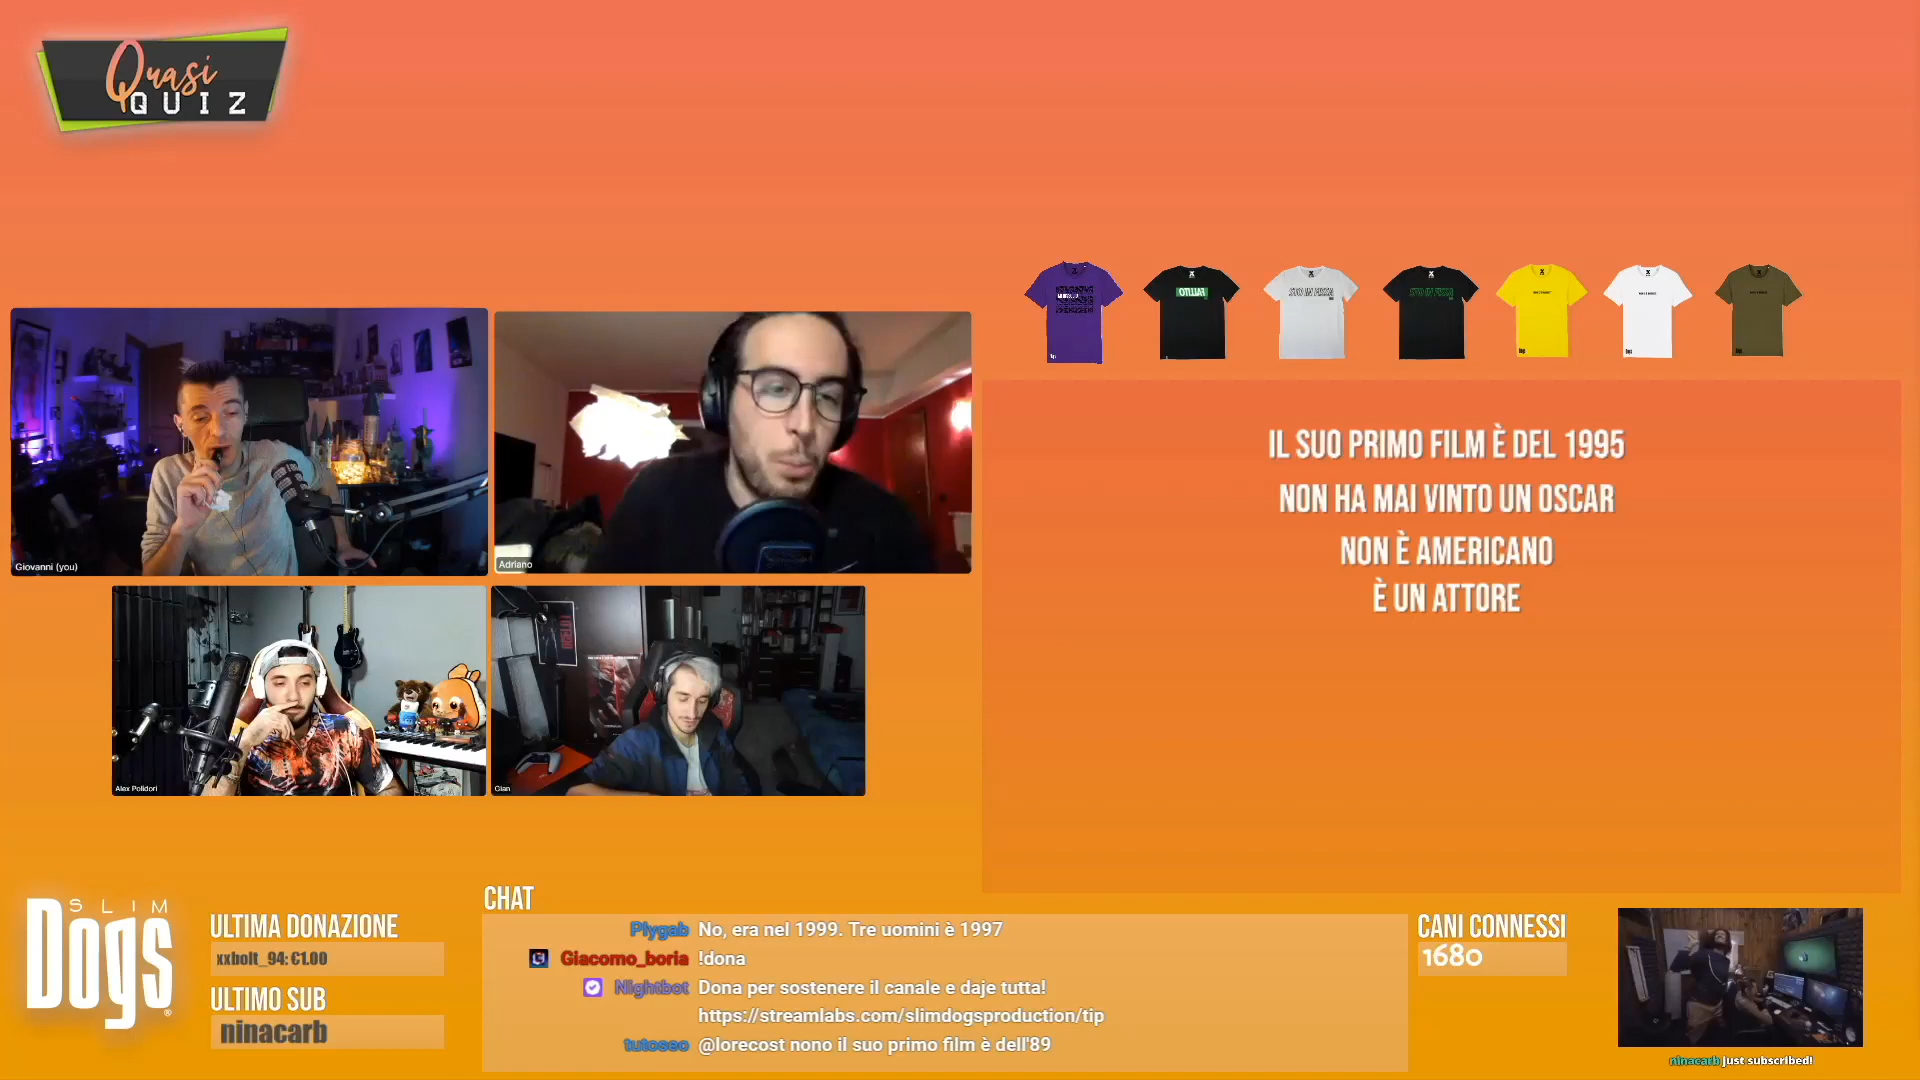 Quasi
QUIZ
FALLITO
IL SUO PRIMO FILM È DEL 1995
NON HA MAI VINTO UN OSCAR
NON È AMERICANO
È UN ATTORE
Giovanni (you)
Adriano
Alex Polidori
Gian
SLIM
Dogs®
ULTIMA DONAZIONE
xxbolt_94: €1.00
ULTIMO SUB
ninacarb
CHAT
Plygab No, era nel 1999. Tre uomini è 1997
Giacomo_boria !dona
Nightbot Dona per sostenere il canale e daje tutta!
https://streamlabs.com/slimdogsproduction/tip
tutoseo @lorecost nono il suo primo film è dell'89
CANI CONNESSI
1680
ninacarb just subscribed!